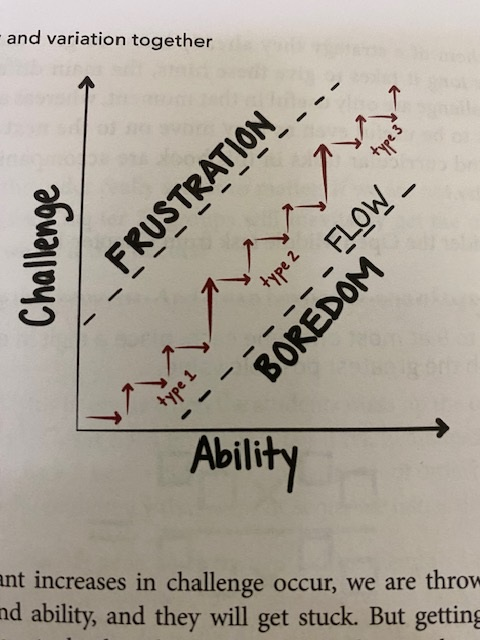 and variation together
Challenge
FRUSTRATION
type 3
FLOW
type 2
BOREDOM
type 1
Ability
ant increases in challenge occur, we are throw
nd ability, and they will get stuck. But getting